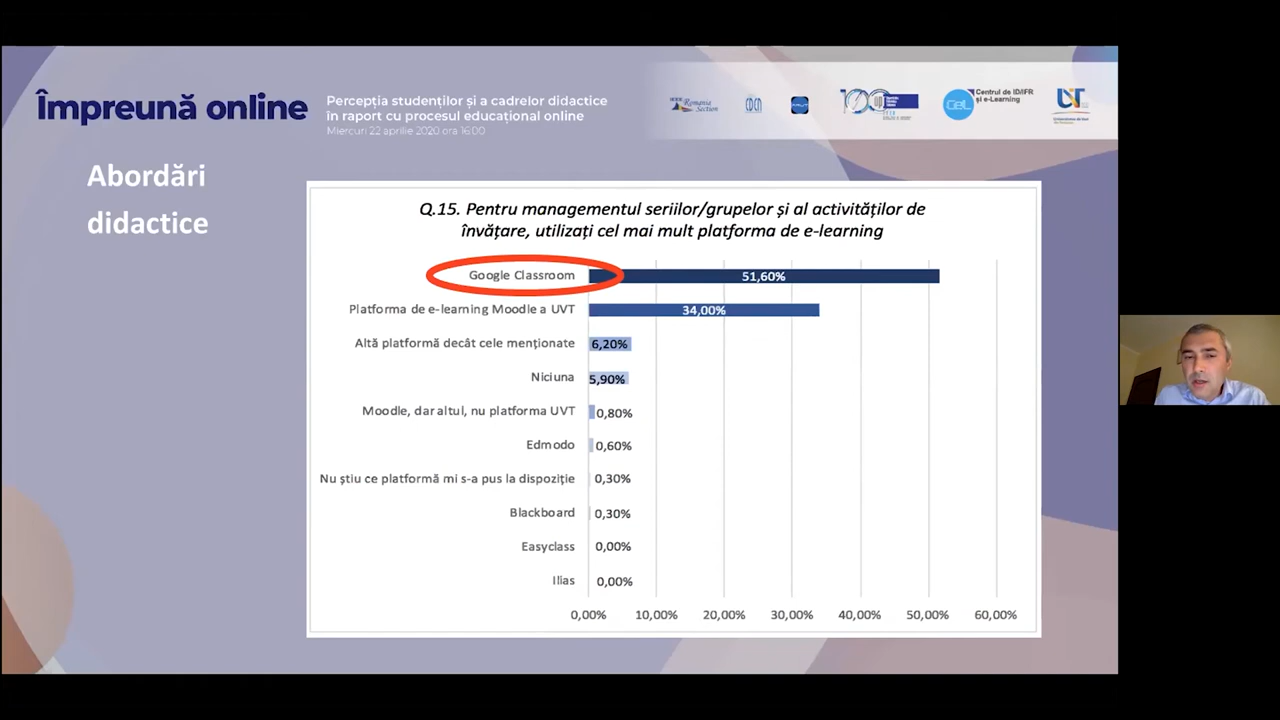 Împreună online
Percepția studenților și a cadrelor didactice
în raport cu procesul educațional online
Miercuri 22 aprilie 2020 ora 16:00
Romania
Section
EDEN
Centrul de ID/IFR
și e-Learning
CeL
UVT
Abordări
didactice
Q.15. Pentru managementul seriilor/grupelor și al activităților de
învățare, utilizați cel mai mult platforma de e-learning
Google Classroom 51,60%
Platforma de e-learning Moodle a UVT 34,00%
Altă platformă decât cele menționate 6,20%
Niciuna 5,90%
Moodle, dar altul, nu platforma UVT 0,80%
Edmodo 0,60%
Nu știu ce platformă mi s-a pus la dispoziție 0,30%
Blackboard 0,30%
Easyclass 0,00%
Ilias 0,00%
0,00% 10,00% 20,00% 30,00% 40,00% 50,00% 60,00%